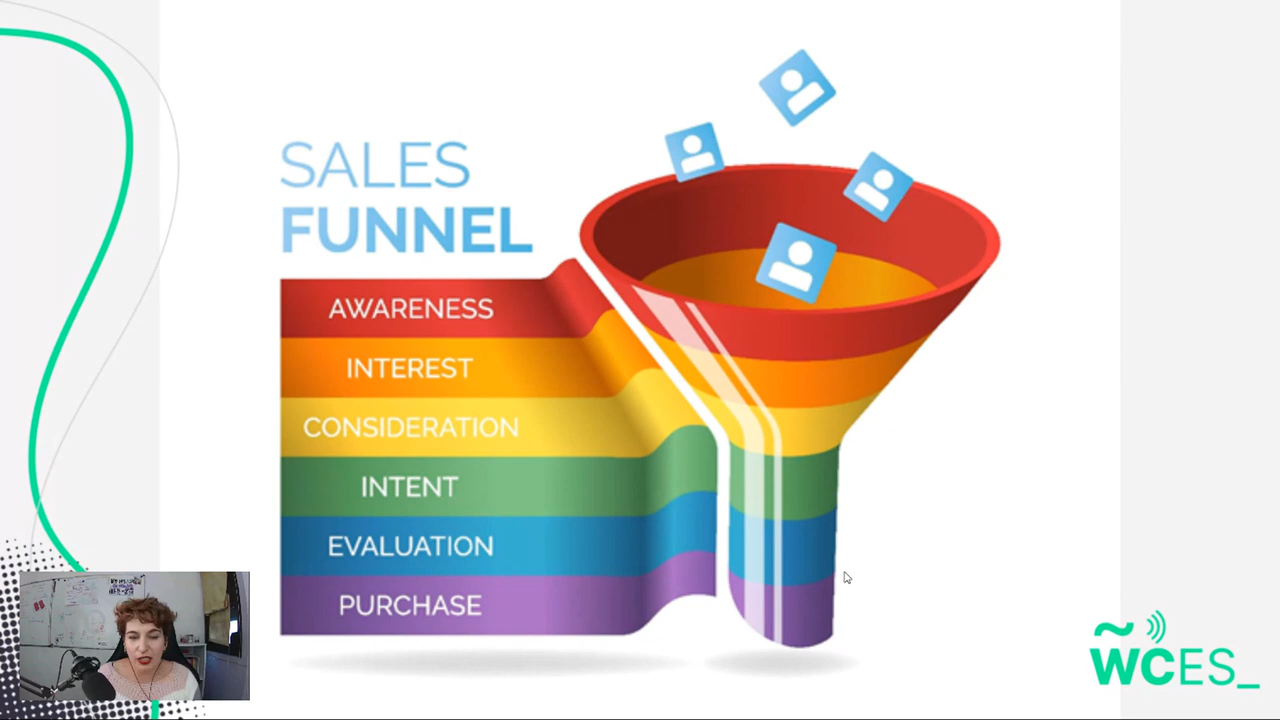 SALES
FUNNEL
AWARENESS
INTEREST
CONSIDERATION
INTENT
EVALUATION
PURCHASE
~WCES_